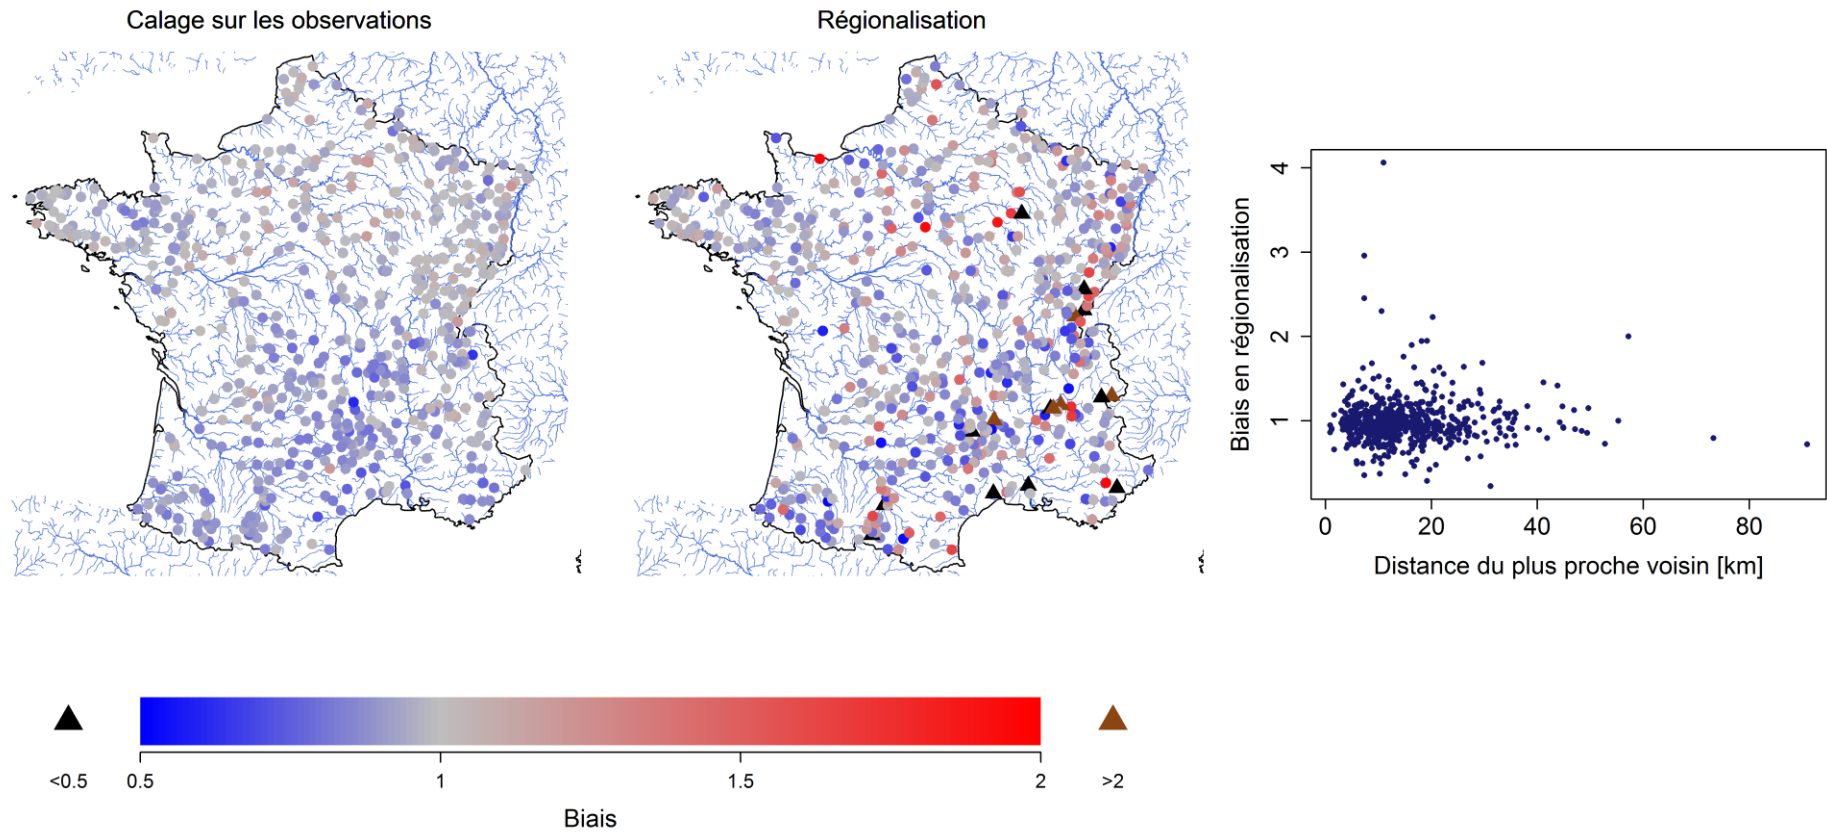 Calage sur les observations
Régionalisation
Biais en régionalisation
4
3
2
1
0 20 40 60 80
Distance du plus proche voisin [km]
<0.5 0.5 1 1.5 2 >2
Biais